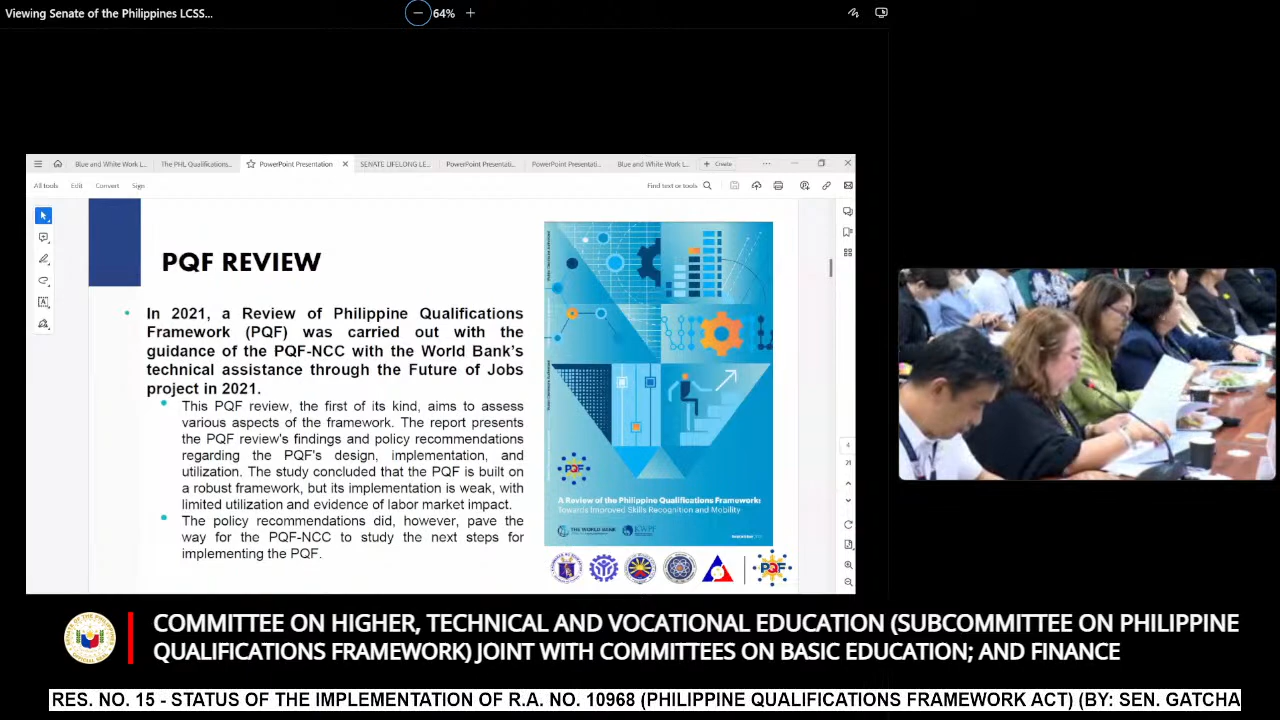 Viewing Senate of the Philippines LCSS...
64%
Blue and White Work L...
The PHL Qualifications...
PowerPoint Presentation
SENATE LIFELONG LE...
PowerPoint Presentati...
PowerPoint Presentati...
Blue and White Work L...
Create
All tools
Edit
Convert
Sign
Find text or tools
PQF REVIEW
In 2021, a Review of Philippine Qualifications
Framework (PQF) was carried out with the
guidance of the PQF-NCC with the World Bank's
technical assistance through the Future of Jobs
project in 2021.
This PQF review, the first of its kind, aims to assess
various aspects of the framework. The report presents
the PQF review's findings and policy recommendations
regarding the PQF's design, implementation, and
utilization. The study concluded that the PQF is built on
a robust framework, but its implementation is weak, with
limited utilization and evidence of labor market impact.
The policy recommendations did, however, pave the
way for the PQF-NCC to study the next steps for
implementing the PQF.
PQF
A Review of the Philippine Qualifications Framework:
Towards Improved Skills Recognition and Mobility
THE WORLD BANK
KWPF
PQF
4
COMMITTEE ON HIGHER, TECHNICAL AND VOCATIONAL EDUCATION (SUBCOMMITTEE ON PHILIPPINE
QUALIFICATIONS FRAMEWORK) JOINT WITH COMMITTEES ON BASIC EDUCATION; AND FINANCE
RES. NO. 15 - STATUS OF THE IMPLEMENTATION OF R.A. NO. 10968 (PHILIPPINE QUALIFICATIONS FRAMEWORK ACT) (BY: SEN. GATCHA